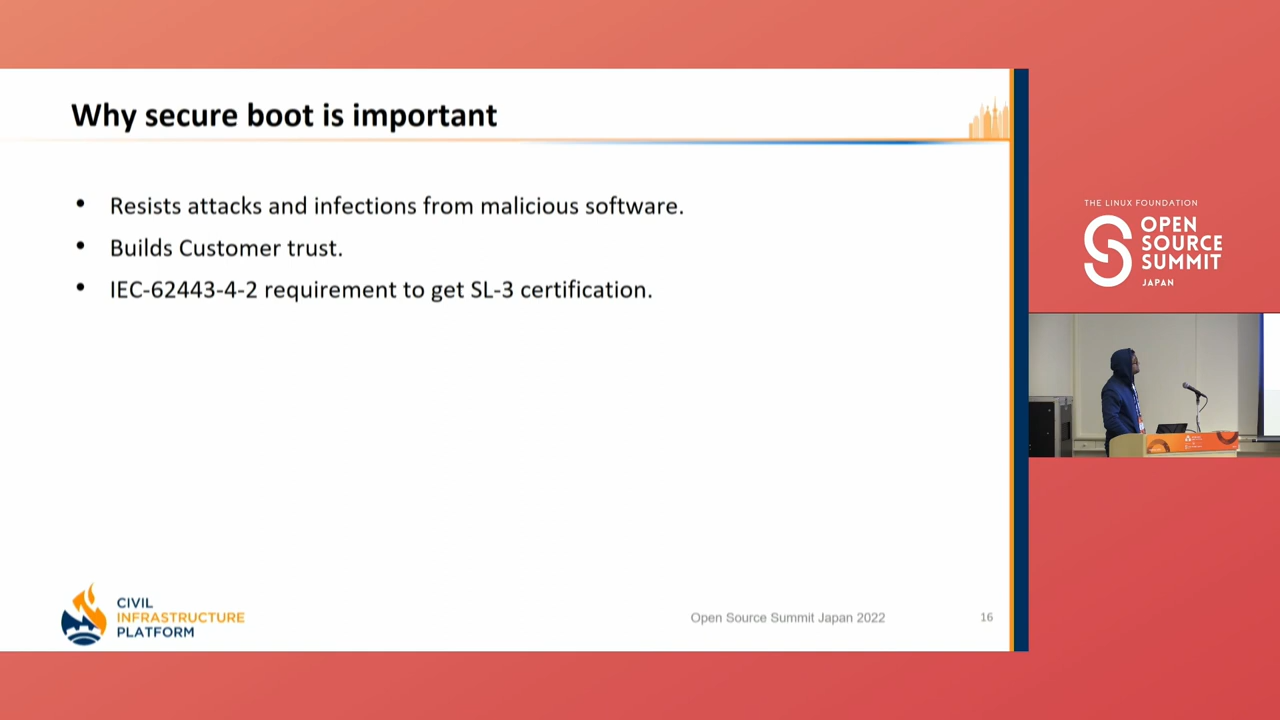 Why secure boot is important
• Resists attacks and infections from malicious software.
• Builds Customer trust.
• IEC-62443-4-2 requirement to get SL-3 certification.
CIVIL
INFRASTRUCTURE
PLATFORM
Open Source Summit Japan 2022
16
THE LINUX FOUNDATION
OPEN
SOURCE
SUMMIT
JAPAN